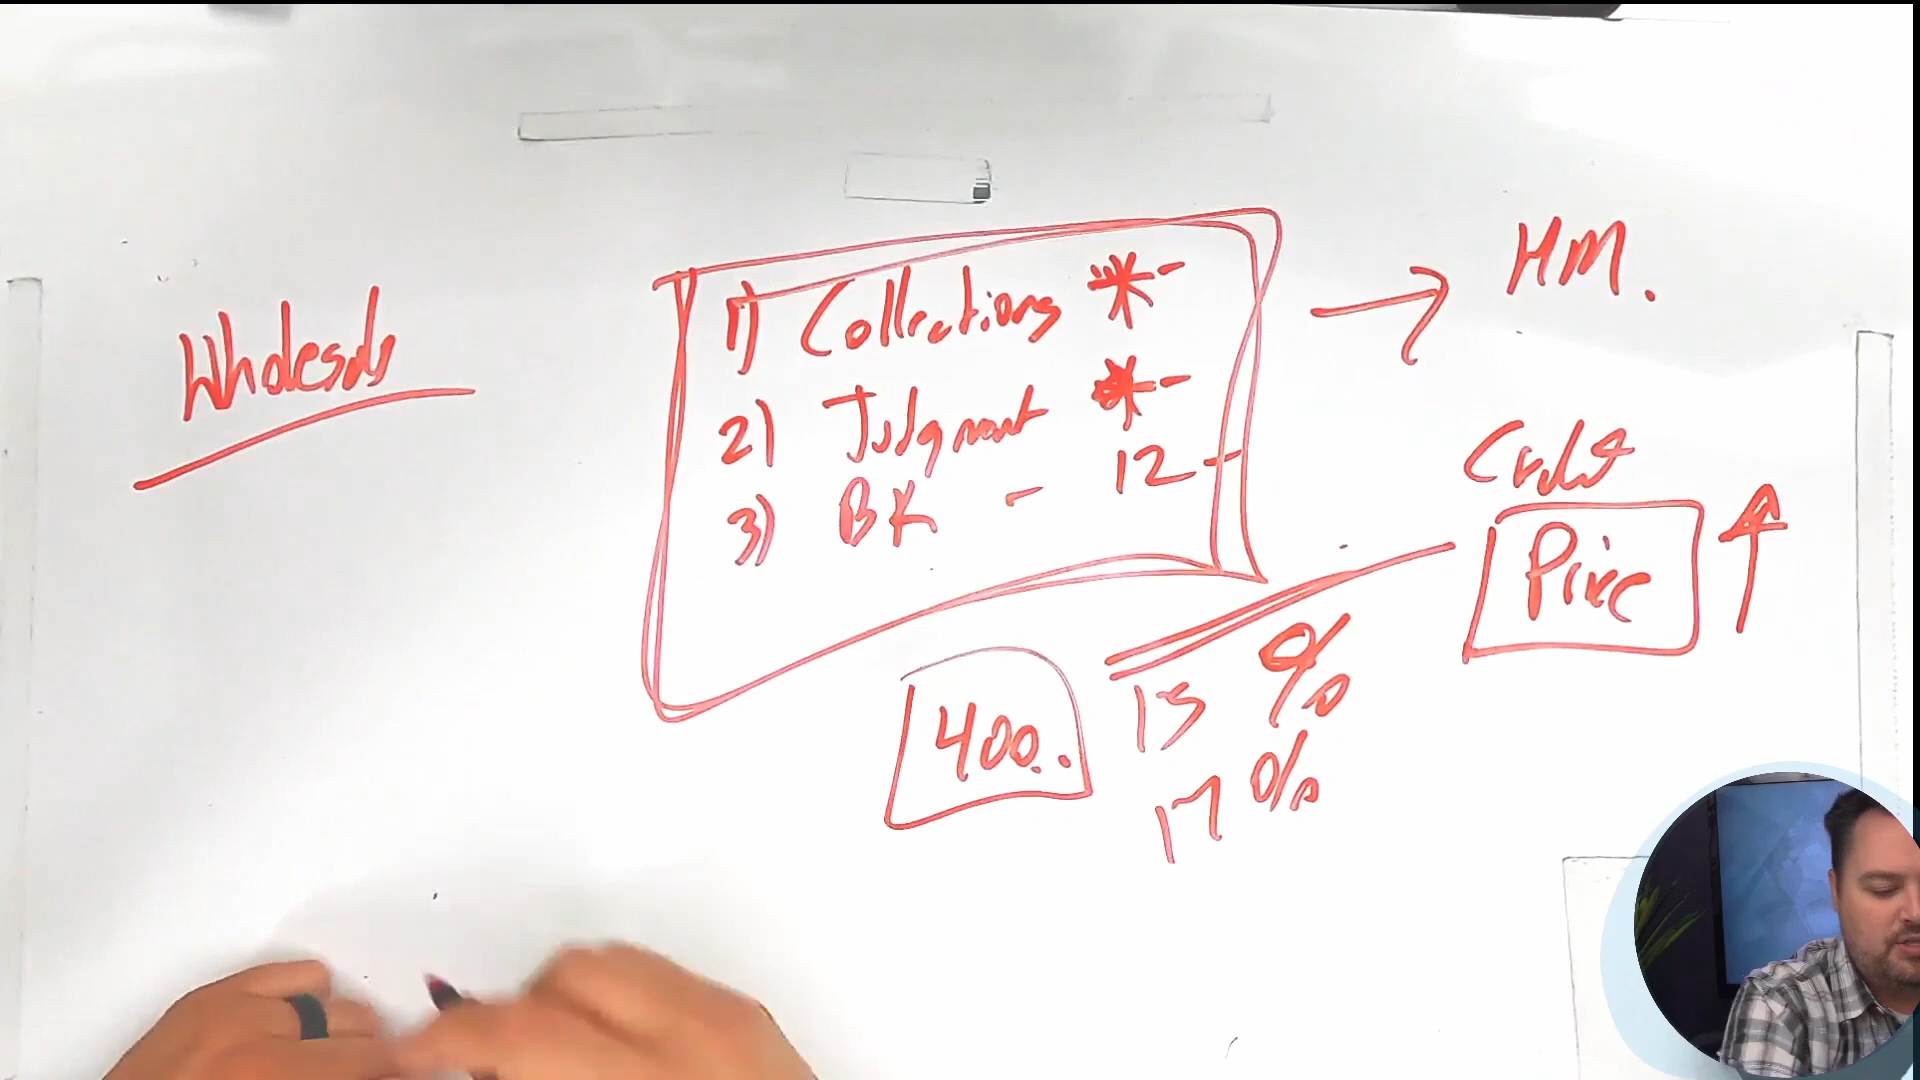 Wholesale
1) Collections *-
2) Judgment *-
3) BK - 12 -
HM.
Credit
Price
400..
15 %
17 %